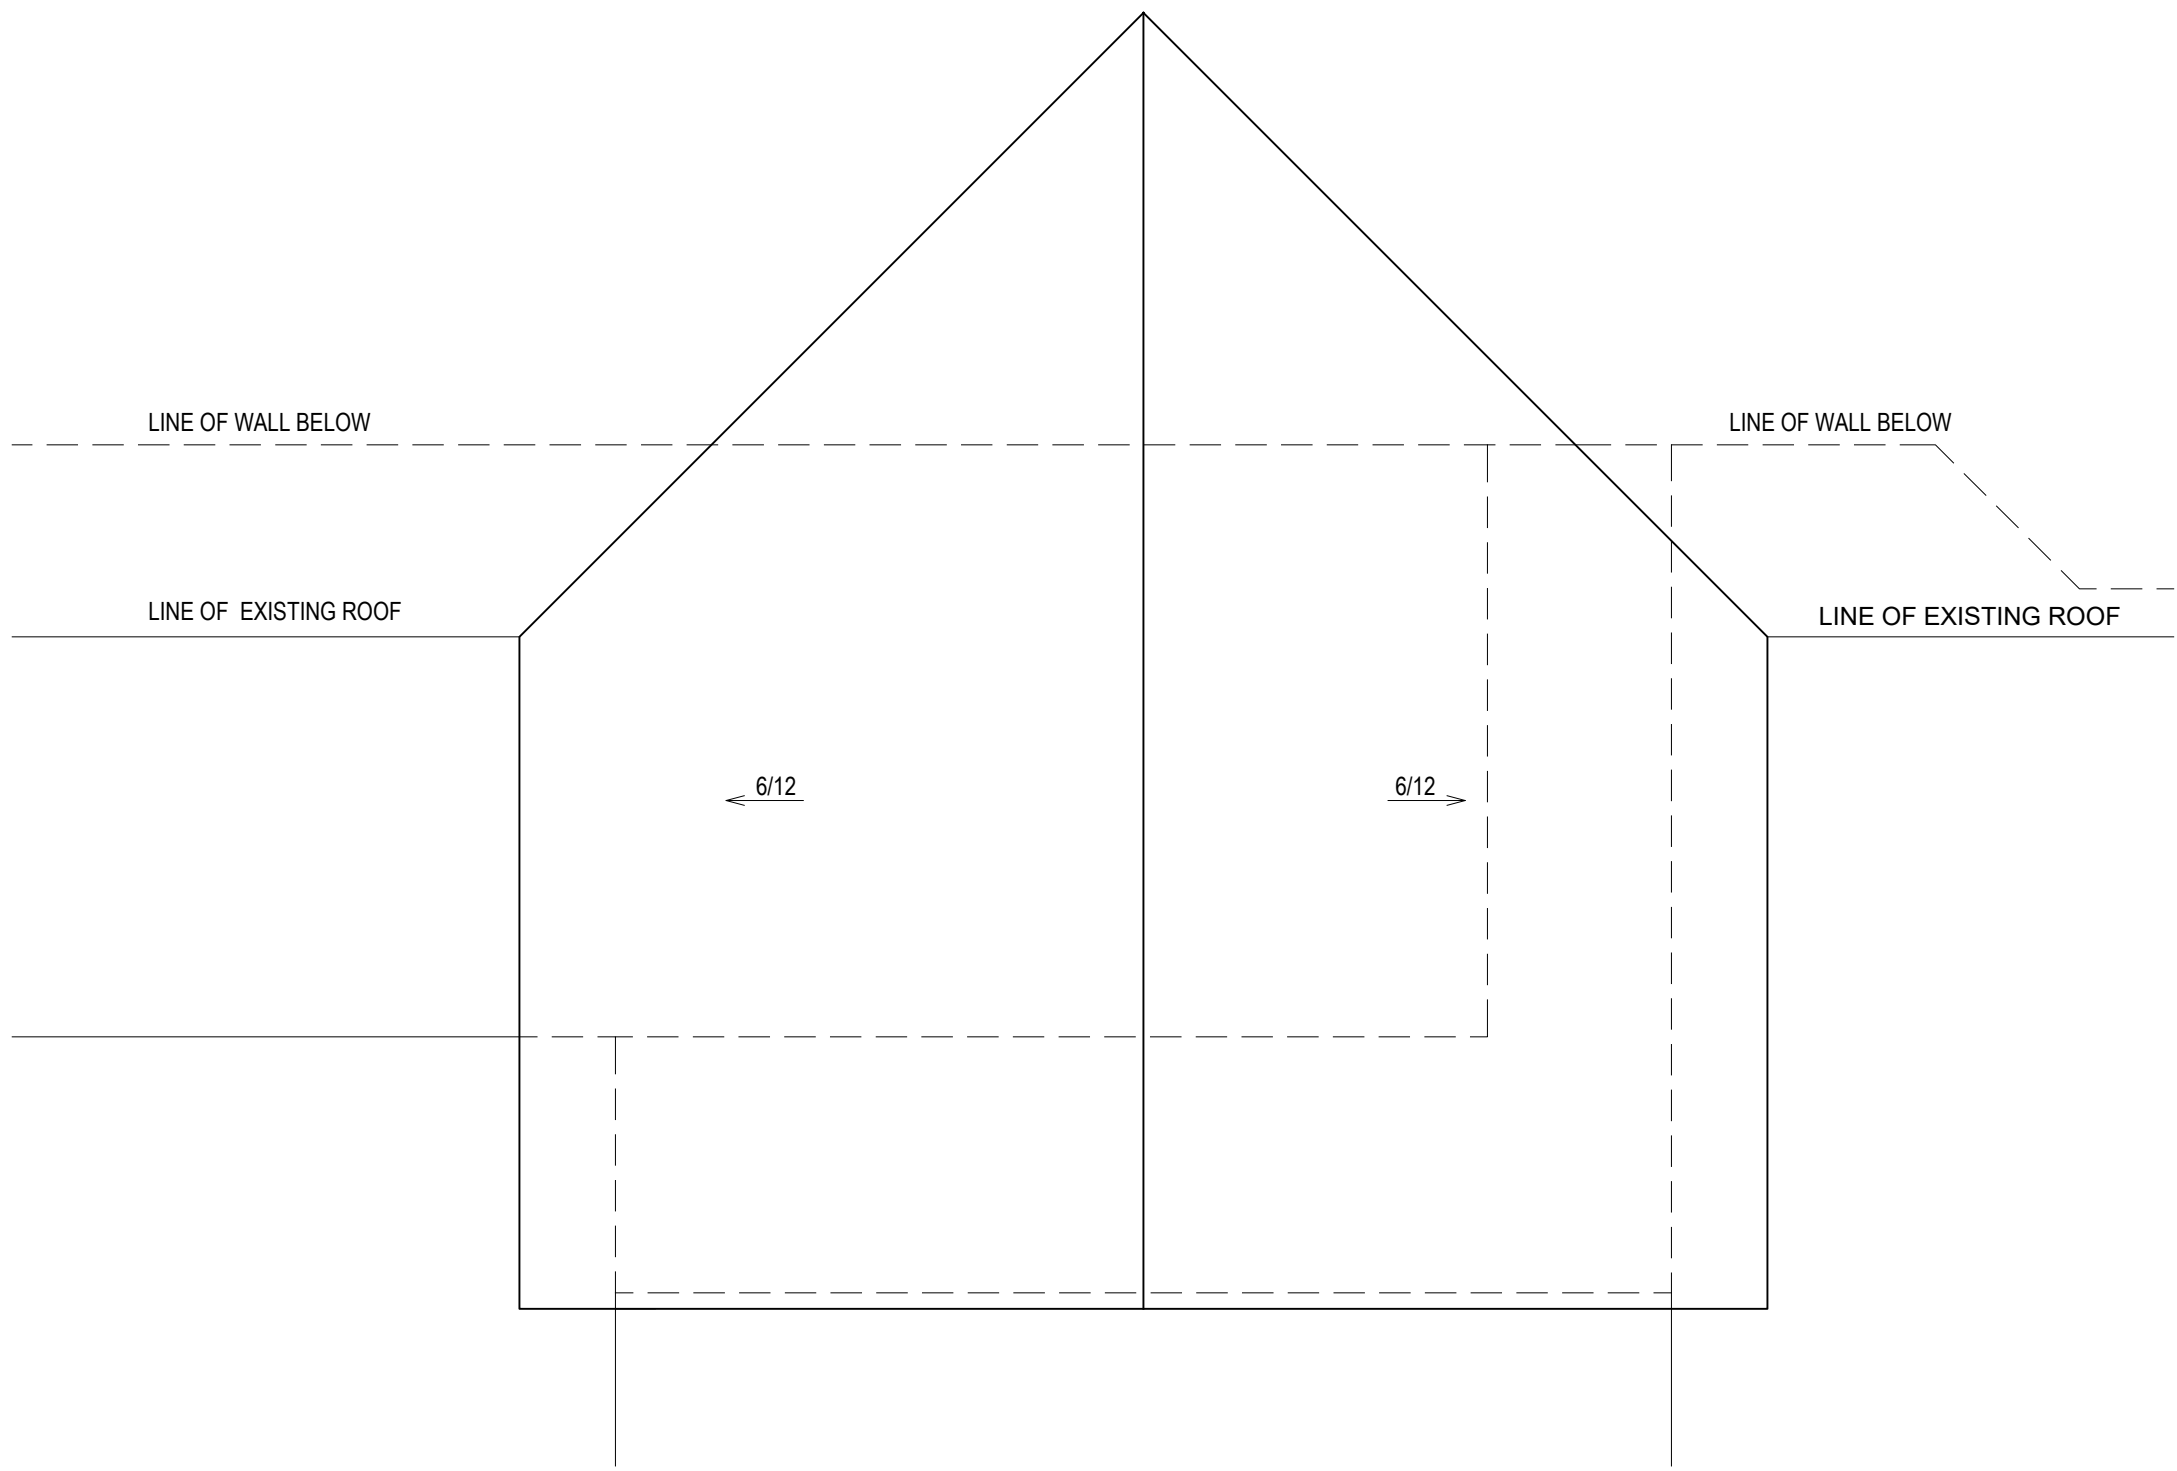 LINE OF WALL BELOW
LINE OF WALL BELOW
LINE OF  EXISTING ROOF
LINE OF EXISTING ROOF
6/12
6/12